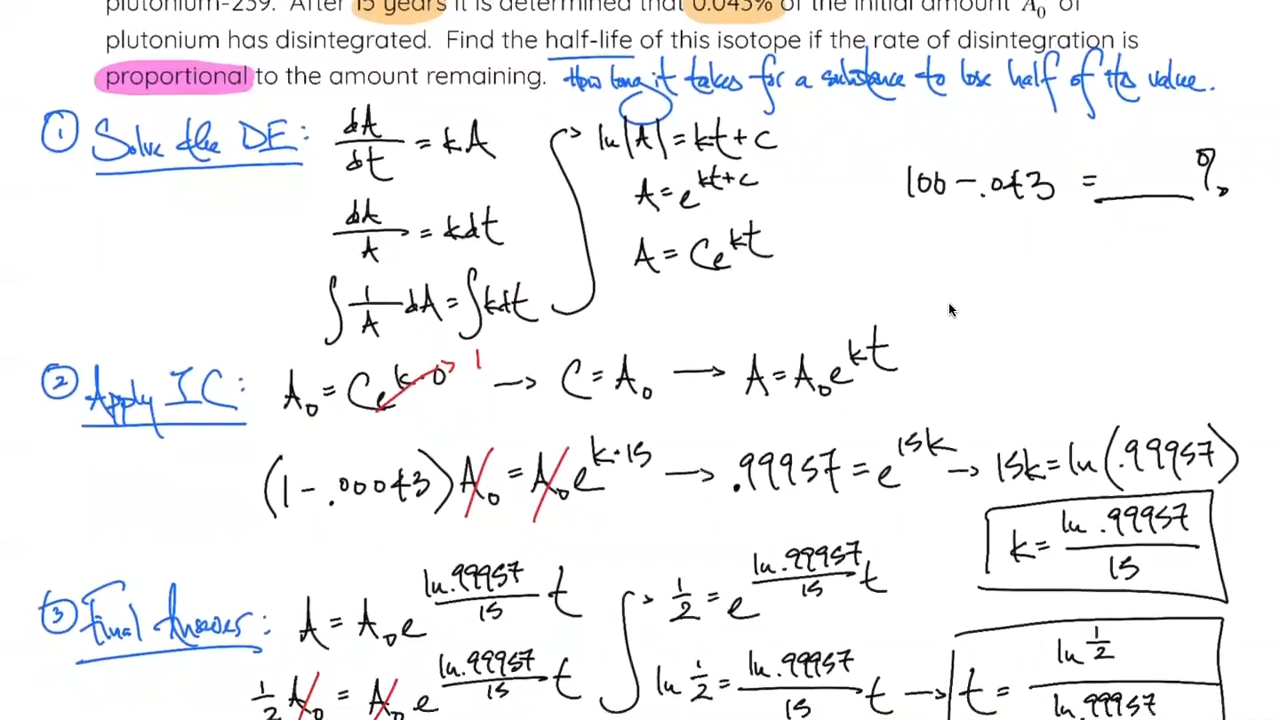 plutonium-239. After 15 years it is determined that 0.043% of the initial amount A₀ of
plutonium has disintegrated. Find the half-life of this isotope if the rate of disintegration is
proportional to the amount remaining. How long it takes for a substance to lose half of its value.
① Solve the DE: dA/dt = kA
dA/A = kdt
∫ 1/A dA = ∫ kdt
ln|A| = kt + c
A = e^(kt+c)
A = Ce^(kt)
100 - .043 = ____ %
② Apply IC: A₀ = Ce^(k·0) 1 → C = A₀ → A = A₀e^(kt)
(1 - .00043) A₀ = A₀e^(k·15) → .99957 = e^(15k) → 15k = ln(.99957)
k = ln .99957 / 15
③ Final Answer: A = A₀e^(ln .99957/15 t)
1/2 A₀ = A₀e^(ln .99957/15 t)
1/2 = e^(ln .99957/15 t)
ln 1/2 = ln .99957/15 t → t = ln 1/2 / ln .99957